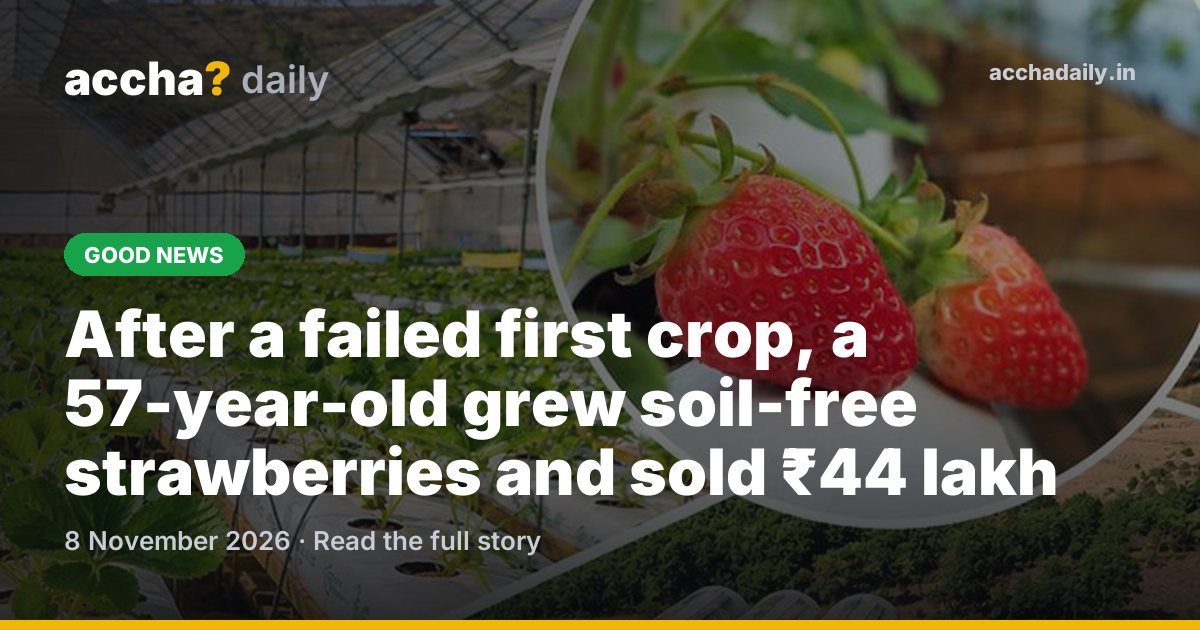 accha? daily
acchadaily.in
GOOD NEWS
After a failed first crop, a
57-year-old grew soil-free
strawberries and sold ₹44 lakh
8 November 2026 · Read the full story